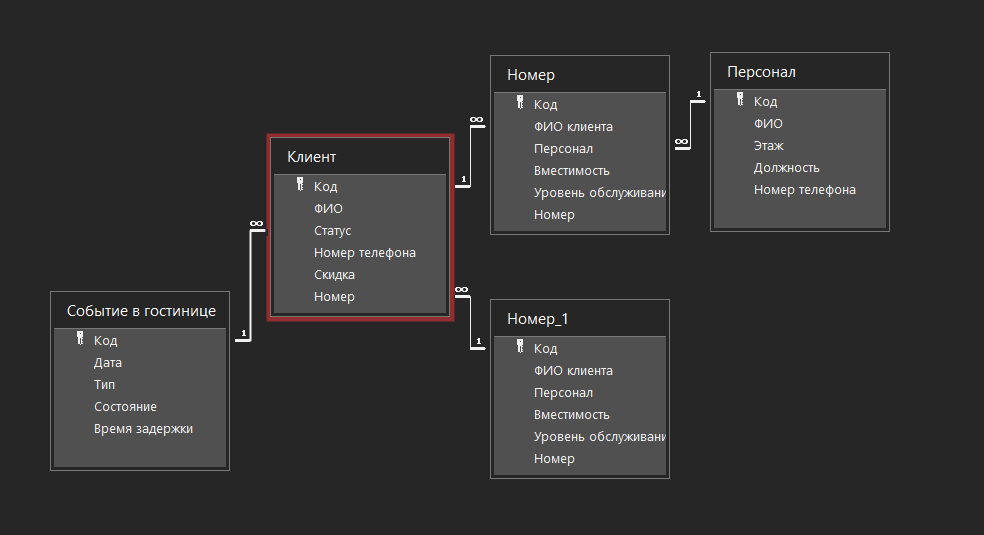 Событие в гостинице
Код
Дата
Тип
Состояние
Время задержки
∞
1
Клиент
Код
ФИО
Статус
Номер телефона
Скидка
Номер
1
∞
∞
1
Номер
Код
ФИО клиента
Персонал
Вместимость
Уровень обслуживани
Номер
1
∞
Номер_1
Код
ФИО клиента
Персонал
Вместимость
Уровень обслуживани
Номер
Персонал
Код
ФИО
Этаж
Должность
Номер телефона